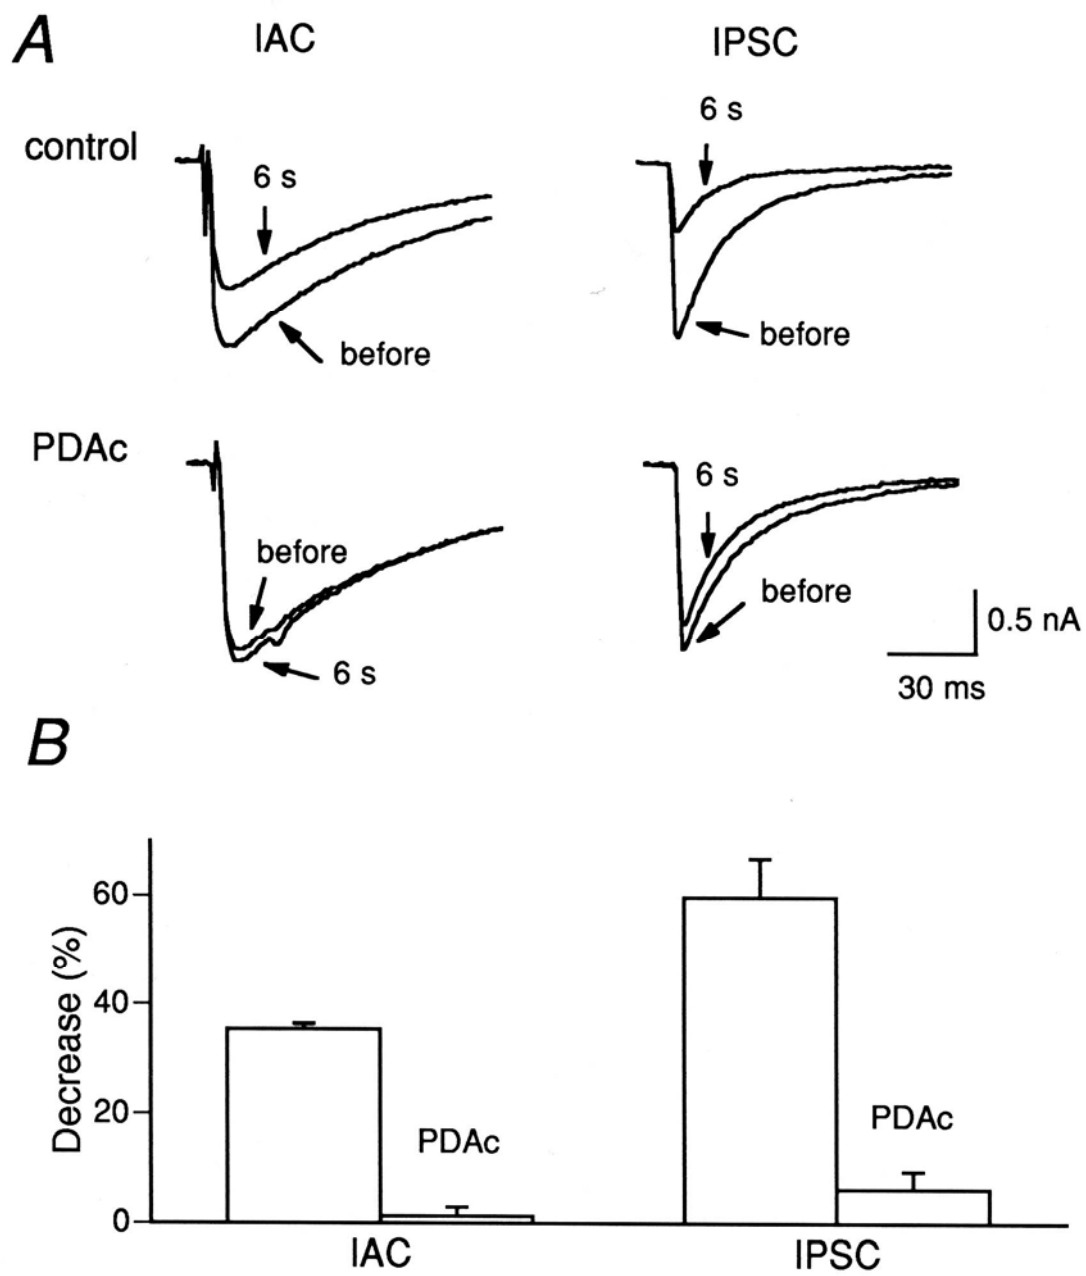 A
IAC
IPSC
control
6 s
before
6 s
before
PDAc
before
6 s
6 s
before
0.5 nA
30 ms
B
Decrease (%)
60
40
20
0
PDAc
PDAc
IAC
IPSC